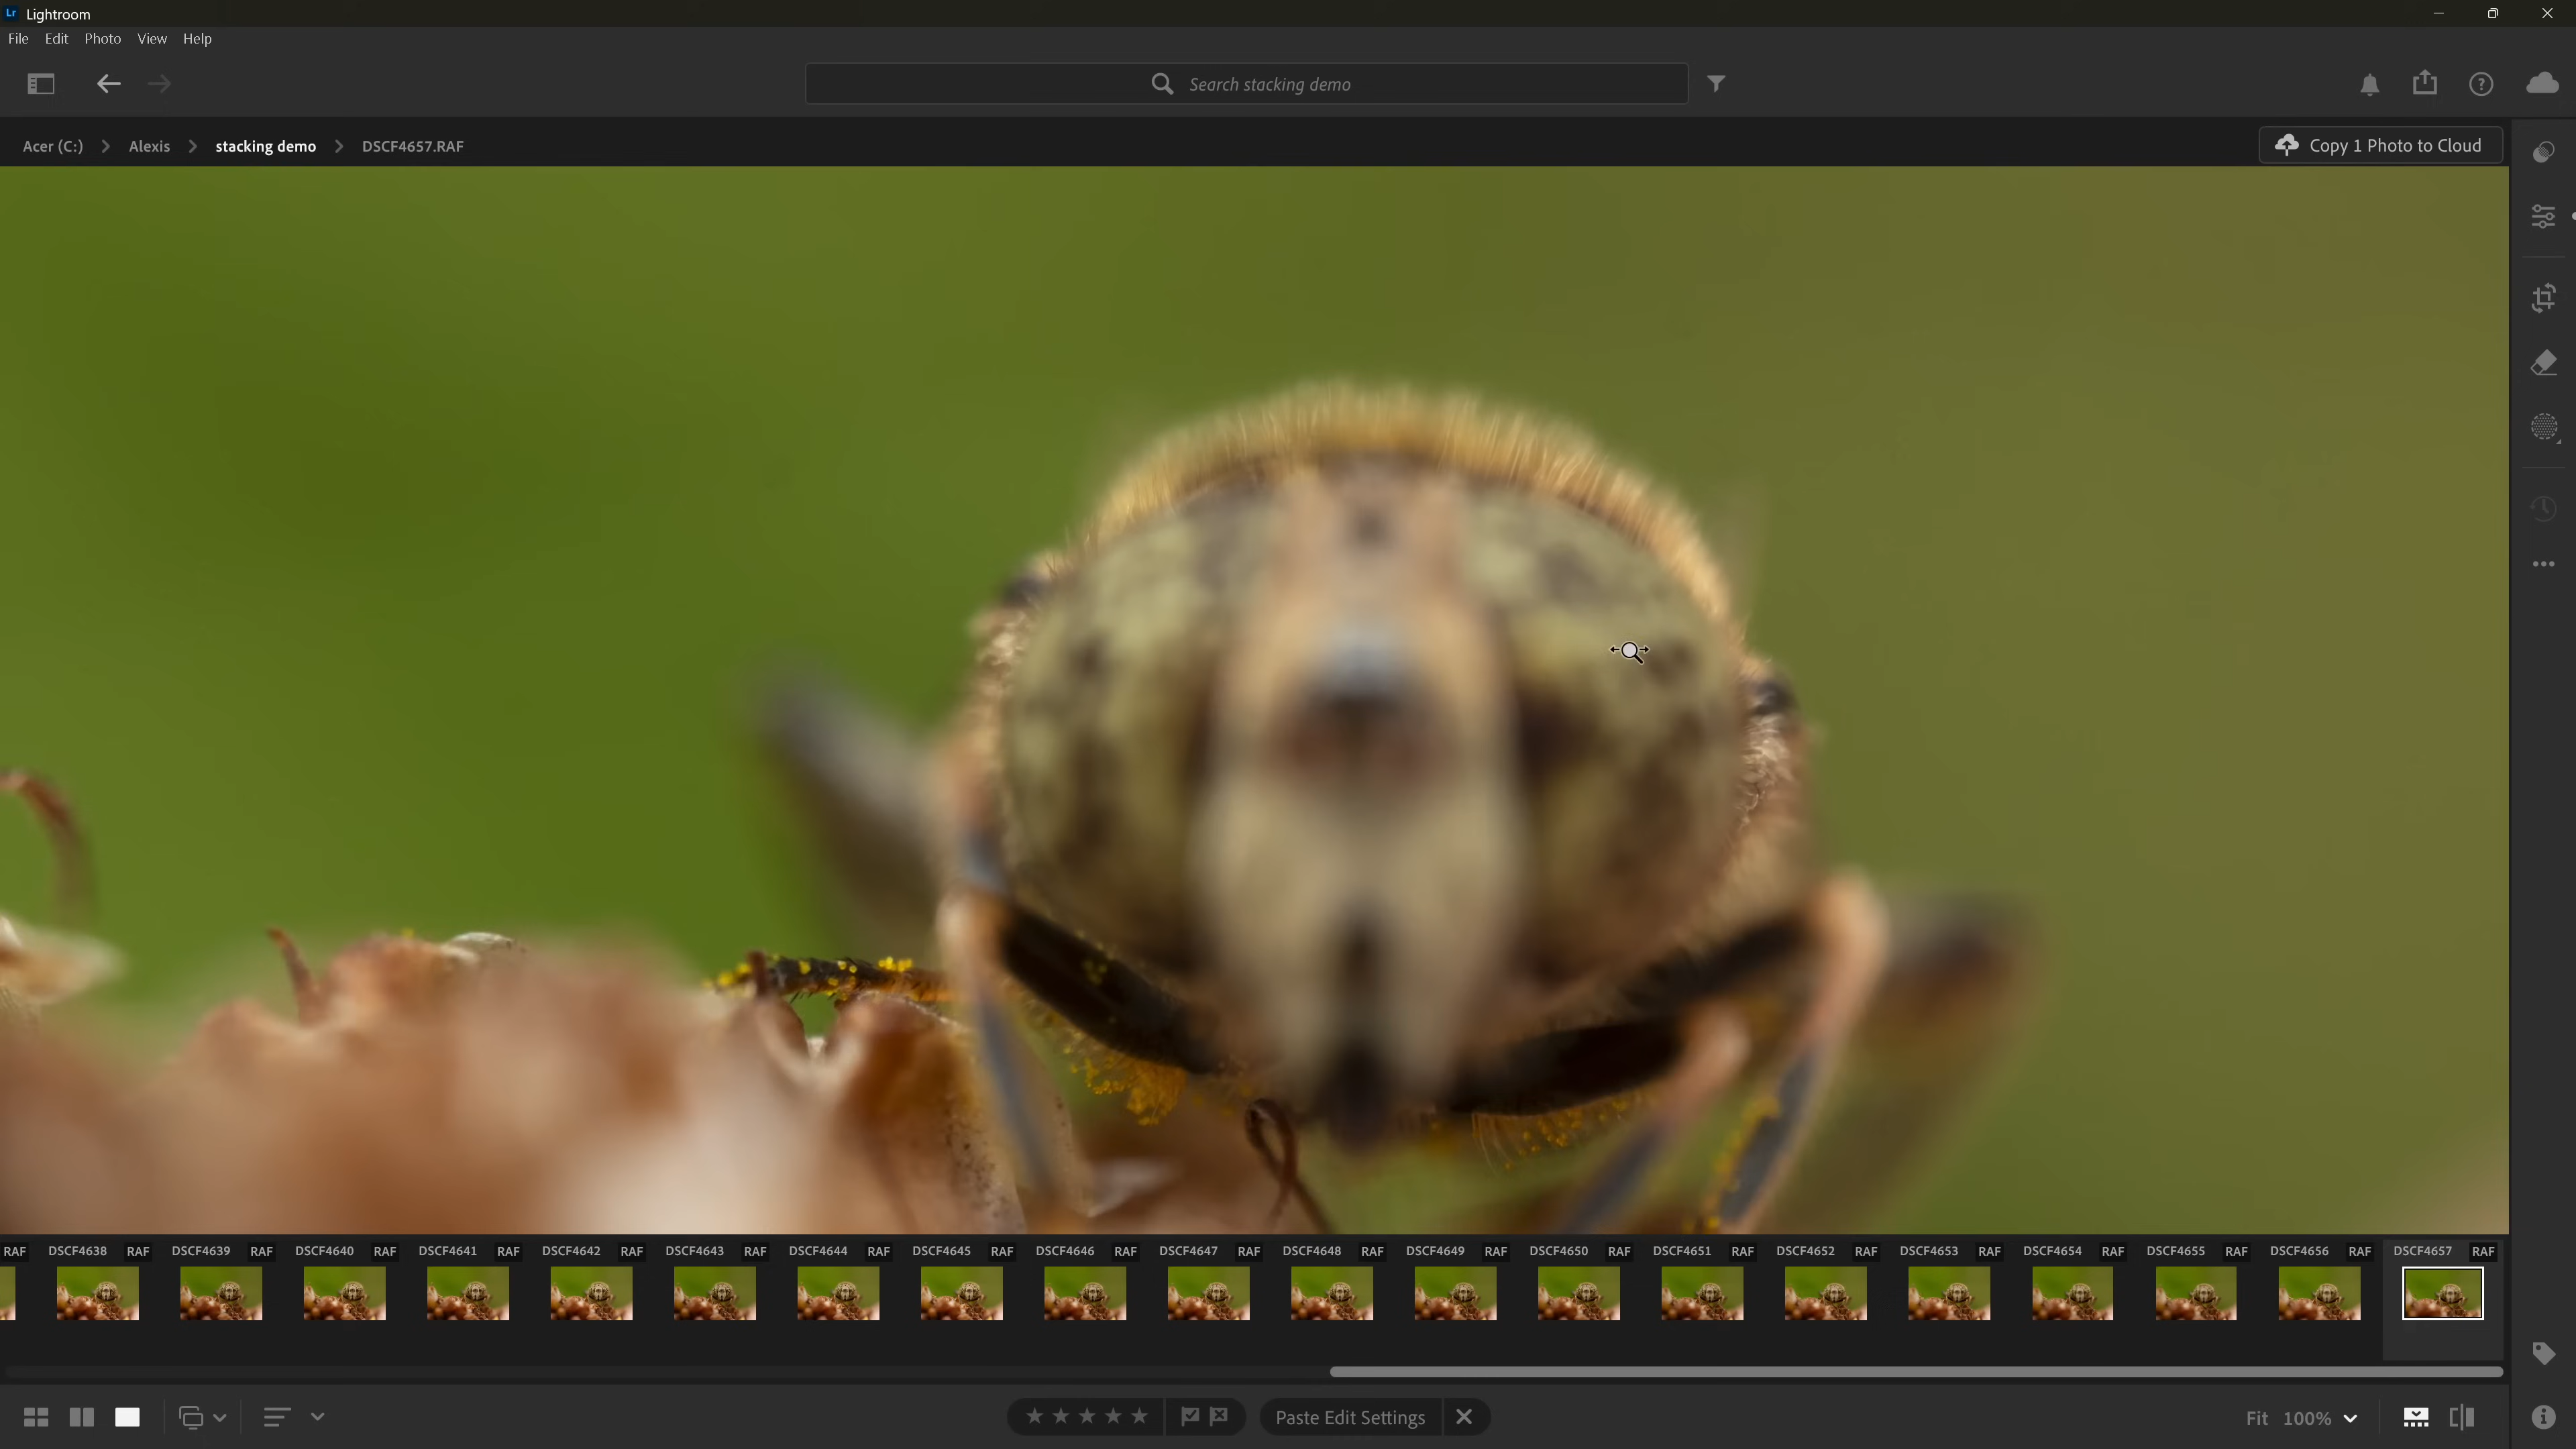 Lr Lightroom
File Edit Photo View Help
Search stacking demo
Acer (C:) > Alexis > stacking demo > DSCF4657.RAF
Copy 1 Photo to Cloud
RAF DSCF4638 RAF DSCF4639 RAF DSCF4640 RAF DSCF4641 RAF DSCF4642 RAF DSCF4643 RAF DSCF4644 RAF DSCF4645 RAF DSCF4646 RAF DSCF4647 RAF DSCF4648 RAF DSCF4649 RAF DSCF4650 RAF DSCF4651 RAF DSCF4652 RAF DSCF4653 RAF DSCF4654 RAF DSCF4655 RAF DSCF4656 RAF DSCF4657 RAF
Paste Edit Settings
Fit 100%